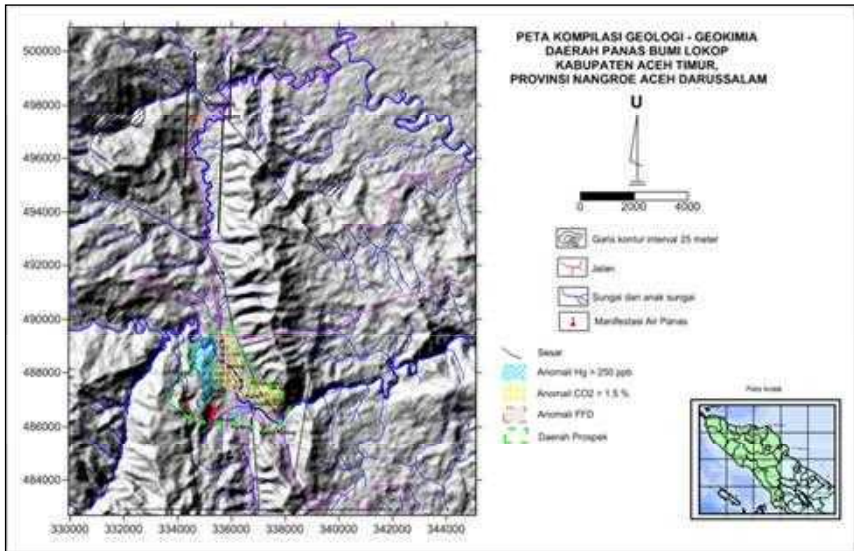 PETA KOMPILASI GEOLOGI - GEOKIMIA
DAERAH PANAS BUMI LOKOP
KABUPATEN ACEH TIMUR,
PROVINSI NANGROE ACEH DARUSSALAM
U
0 2000 4000
Garis kontur interval 25 meter
Jalan
Sungai dan anak sungai
Manifestasi Air Panas
Sesar
Anomali Hg > 250 ppb
Anomali CO2 > 1.5 %
Anomali FFD
Daerah Prospek
500000
498000
496000
494000
492000
490000
488000
486000
484000
330000 332000 334000 336000 338000 340000 342000 344000